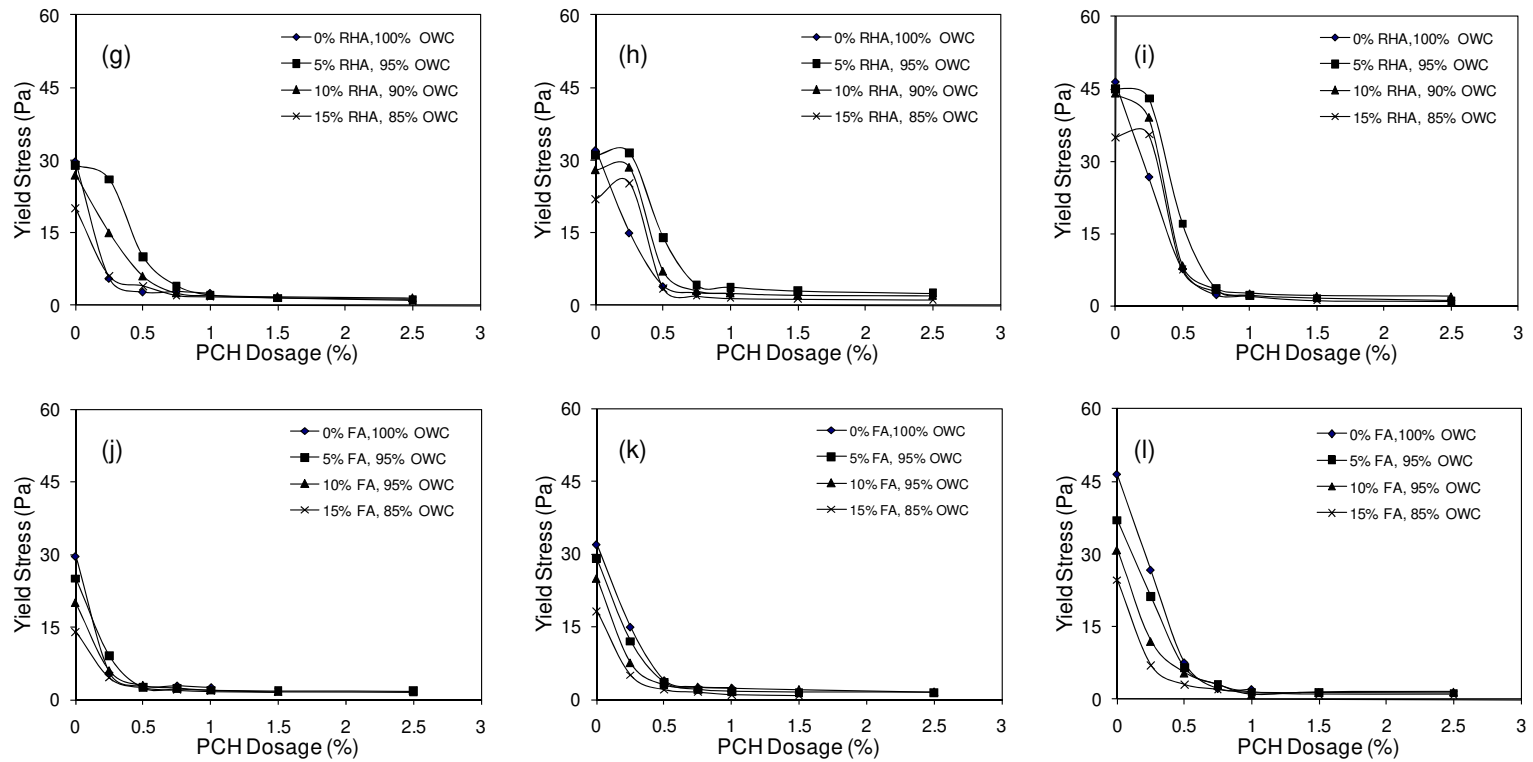 (g)
0% RHA,100% OWC
5% RHA, 95% OWC
10% RHA, 90% OWC
15% RHA, 85% OWC
Yield Stress (Pa)
60
45
30
15
0
0 0.5 1 1.5 2 2.5 3
PCH Dosage (%)
(h)
0% RHA,100% OWC
5% RHA, 95% OWC
10% RHA, 90% OWC
15% RHA, 85% OWC
Yield Stress (Pa)
60
45
30
15
0
0 0.5 1 1.5 2 2.5 3
PCH Dosage (%)
(i)
0% RHA,100% OWC
5% RHA, 95% OWC
10% RHA, 90% OWC
15% RHA, 85% OWC
Yield Stress (Pa)
60
45
30
15
0
0 0.5 1 1.5 2 2.5 3
PCH Dosage (%)
(j)
0% FA,100% OWC
5% FA, 95% OWC
10% FA, 95% OWC
15% FA, 85% OWC
Yield Stress (Pa)
60
45
30
15
0
0 0.5 1 1.5 2 2.5 3
PCH Dosage (%)
(k)
0% FA,100% OWC
5% FA, 95% OWC
10% FA, 95% OWC
15% FA, 85% OWC
Yield Stress (Pa)
60
45
30
15
0
0 0.5 1 1.5 2 2.5 3
PCH Dosage (%)
(l)
0% FA,100% OWC
5% FA, 95% OWC
10% FA, 95% OWC
15% FA, 85% OWC
Yield Stress (Pa)
60
45
30
15
0
0 0.5 1 1.5 2 2.5 3
PCH Dosage (%)